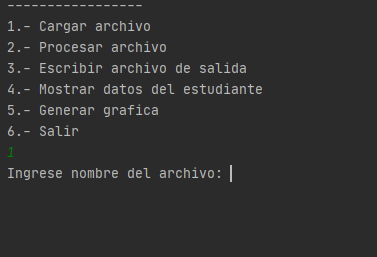 -----------------
1.- Cargar archivo
2.- Procesar archivo
3.- Escribir archivo de salida
4.- Mostrar datos del estudiante
5.- Generar grafica
6.- Salir
1
Ingrese nombre del archivo: